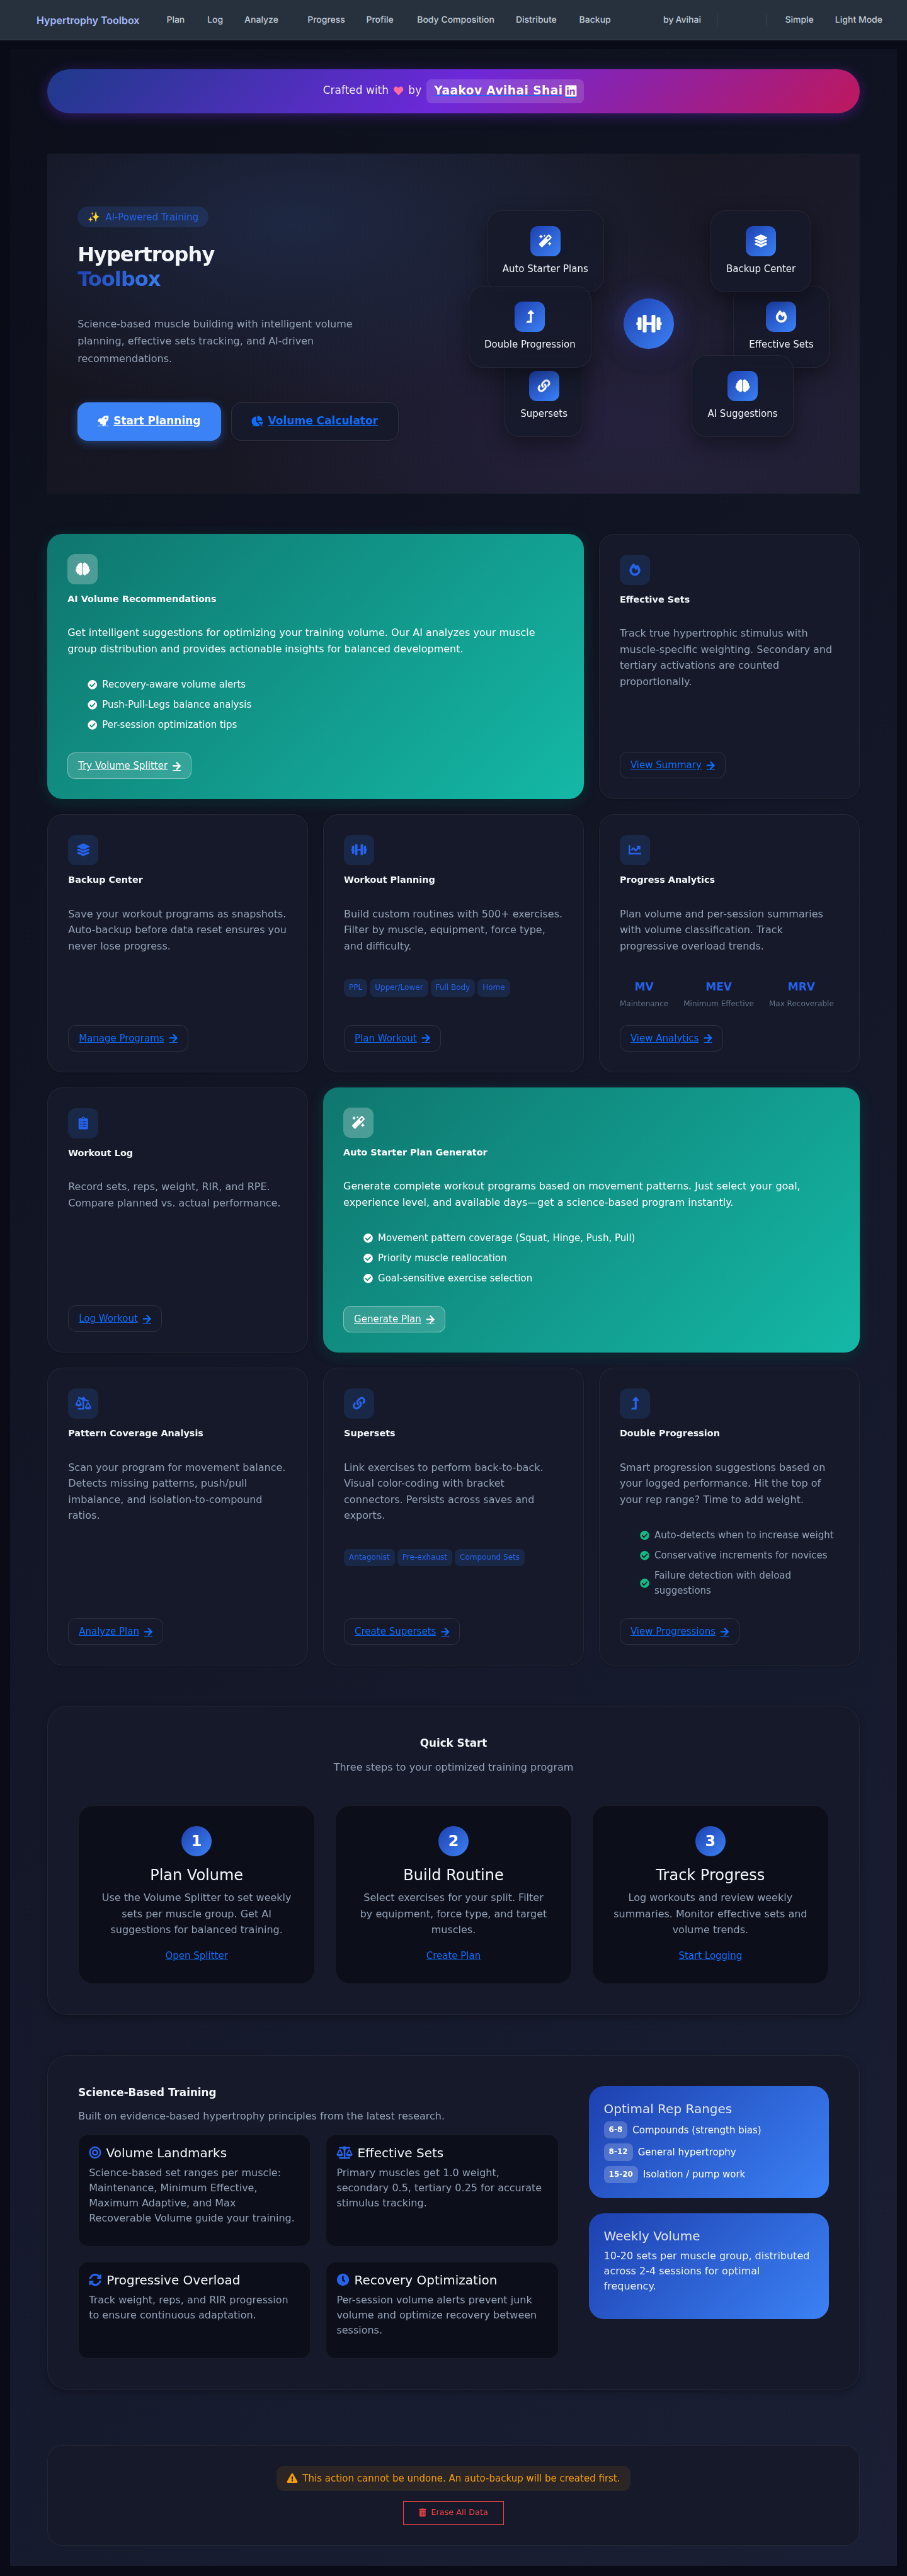 Hypertrophy Toolbox Plan Log Analyze Progress Profile Body Composition Distribute Backup by Avihai Simple Light Mode
Crafted with ❤ by Yaakov Avihai Shai
✨ AI-Powered Training
Hypertrophy
Toolbox
Science-based muscle building with intelligent volume
planning, effective sets tracking, and AI-driven
recommendations.
Start Planning
Volume Calculator
Auto Starter Plans
Backup Center
Double Progression
Effective Sets
Supersets
AI Suggestions
AI Volume Recommendations
Get intelligent suggestions for optimizing your training volume. Our AI analyzes your muscle
group distribution and provides actionable insights for balanced development.
Recovery-aware volume alerts
Push-Pull-Legs balance analysis
Per-session optimization tips
Try Volume Splitter
Effective Sets
Track true hypertrophic stimulus with
muscle-specific weighting. Secondary and
tertiary activations are counted
proportionally.
View Summary
Backup Center
Save your workout programs as snapshots.
Auto-backup before data reset ensures you
never lose progress.
Manage Programs
Workout Planning
Build custom routines with 500+ exercises.
Filter by muscle, equipment, force type,
and difficulty.
PPL Upper/Lower Full Body Home
Plan Workout
Progress Analytics
Plan volume and per-session summaries
with volume classification. Track
progressive overload trends.
MV MEV MRV
Maintenance Minimum Effective Max Recoverable
View Analytics
Workout Log
Record sets, reps, weight, RIR, and RPE.
Compare planned vs. actual performance.
Log Workout
Auto Starter Plan Generator
Generate complete workout programs based on movement patterns. Just select your goal,
experience level, and available days—get a science-based program instantly.
Movement pattern coverage (Squat, Hinge, Push, Pull)
Priority muscle reallocation
Goal-sensitive exercise selection
Generate Plan
Pattern Coverage Analysis
Scan your program for movement balance.
Detects missing patterns, push/pull
imbalance, and isolation-to-compound
ratios.
Analyze Plan
Supersets
Link exercises to perform back-to-back.
Visual color-coding with bracket
connectors. Persists across saves and
exports.
Antagonist Pre-exhaust Compound Sets
Create Supersets
Double Progression
Smart progression suggestions based on
your logged performance. Hit the top of
your rep range? Time to add weight.
Auto-detects when to increase weight
Conservative increments for novices
Failure detection with deload
suggestions
View Progressions
Quick Start
Three steps to your optimized training program
1
Plan Volume
Use the Volume Splitter to set weekly
sets per muscle group. Get AI
suggestions for balanced training.
Open Splitter
2
Build Routine
Select exercises for your split. Filter
by equipment, force type, and target
muscles.
Create Plan
3
Track Progress
Log workouts and review weekly
summaries. Monitor effective sets and
volume trends.
Start Logging
Science-Based Training
Built on evidence-based hypertrophy principles from the latest research.
Volume Landmarks
Science-based set ranges per muscle:
Maintenance, Minimum Effective,
Maximum Adaptive, and Max
Recoverable Volume guide your training.
Effective Sets
Primary muscles get 1.0 weight,
secondary 0.5, tertiary 0.25 for accurate
stimulus tracking.
Progressive Overload
Track weight, reps, and RIR progression
to ensure continuous adaptation.
Recovery Optimization
Per-session volume alerts prevent junk
volume and optimize recovery between
sessions.
Optimal Rep Ranges
6-8 Compounds (strength bias)
8-12 General hypertrophy
15-20 Isolation / pump work
Weekly Volume
10-20 sets per muscle group, distributed
across 2-4 sessions for optimal
frequency.
This action cannot be undone. An auto-backup will be created first.
Erase All Data